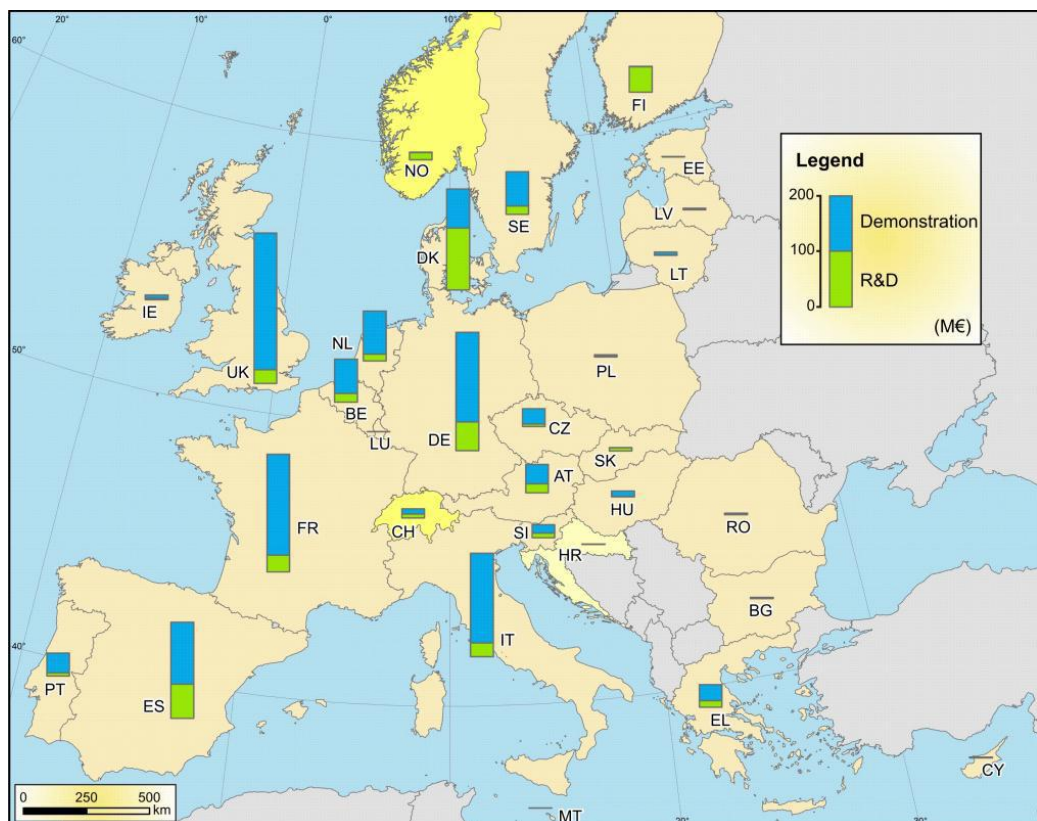 20°
10°
0°
10°
60°
FI
NO
EE
Legend
200
Demonstration
100
R&D
0
(M€)
LV
SE
DK
LT
IE
NL
50°
UK
PL
BE
LU
DE
CZ
SK
AT
HU
FR
CH
SI
RO
HR
BG
IT
40°
PT
ES
EL
CY
0 250 500
km
MT
20°